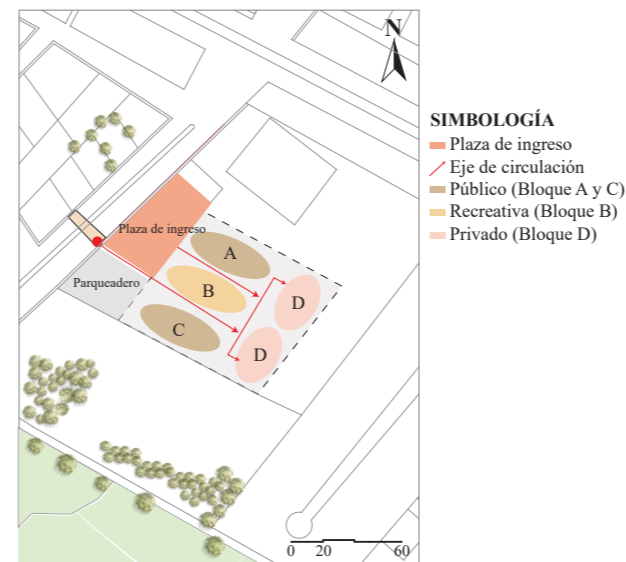 N
SIMBOLOGÍA
Plaza de ingreso
Eje de circulación
Público (Bloque A y C)
Recreativa (Bloque B)
Privado (Bloque D)
Plaza de ingreso
A
Parqueadero
B
D
C
D
0 20 60